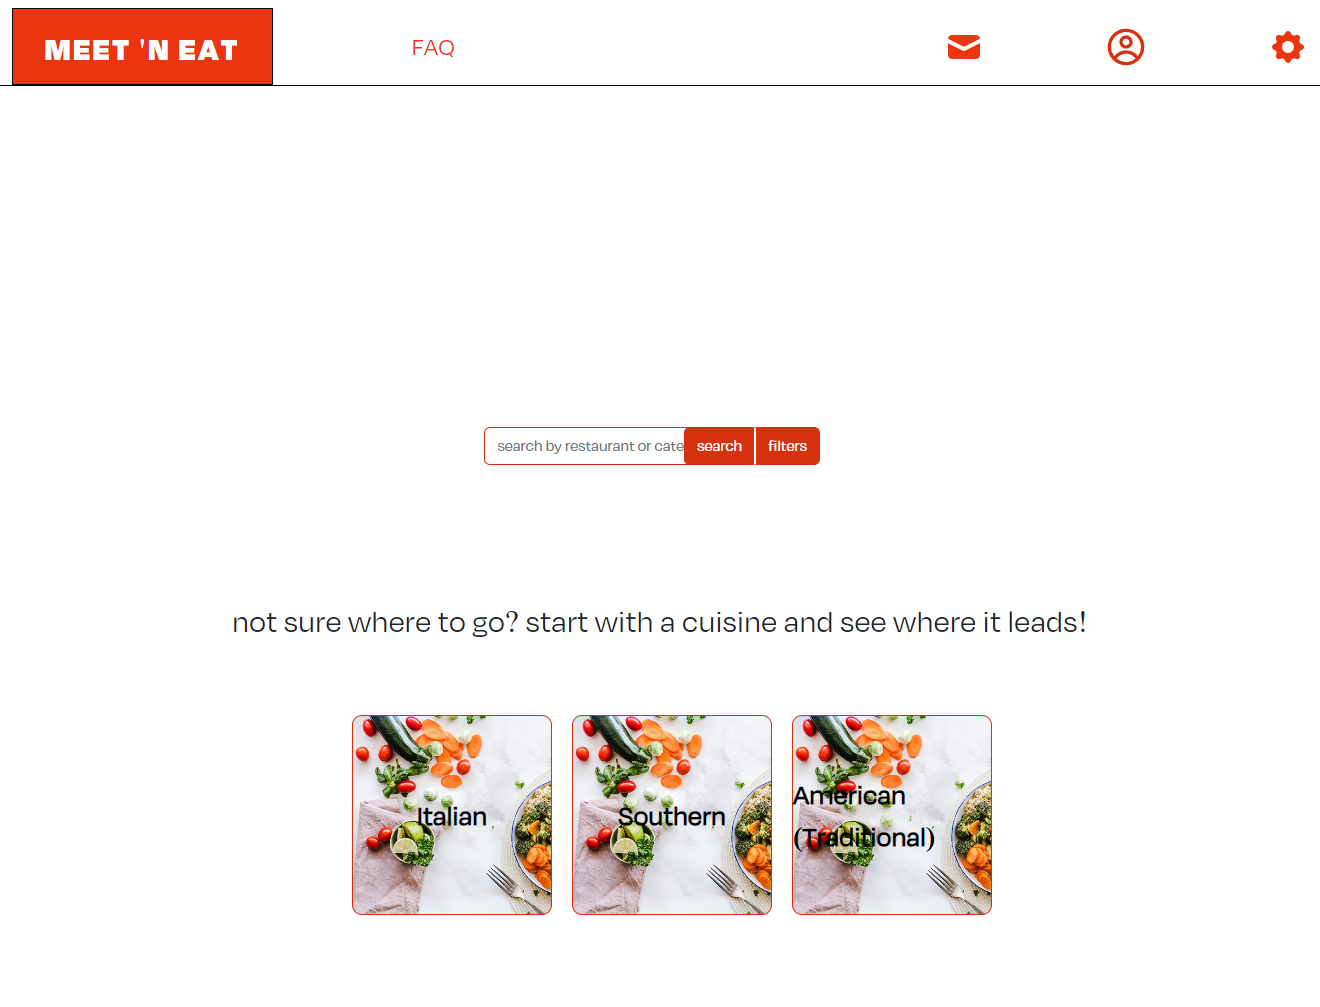 MEET 'N EAT
FAQ
search by restaurant or cate
search
filters
not sure where to go? start with a cuisine and see where it leads!
Italian
Southern
American
(Traditional)